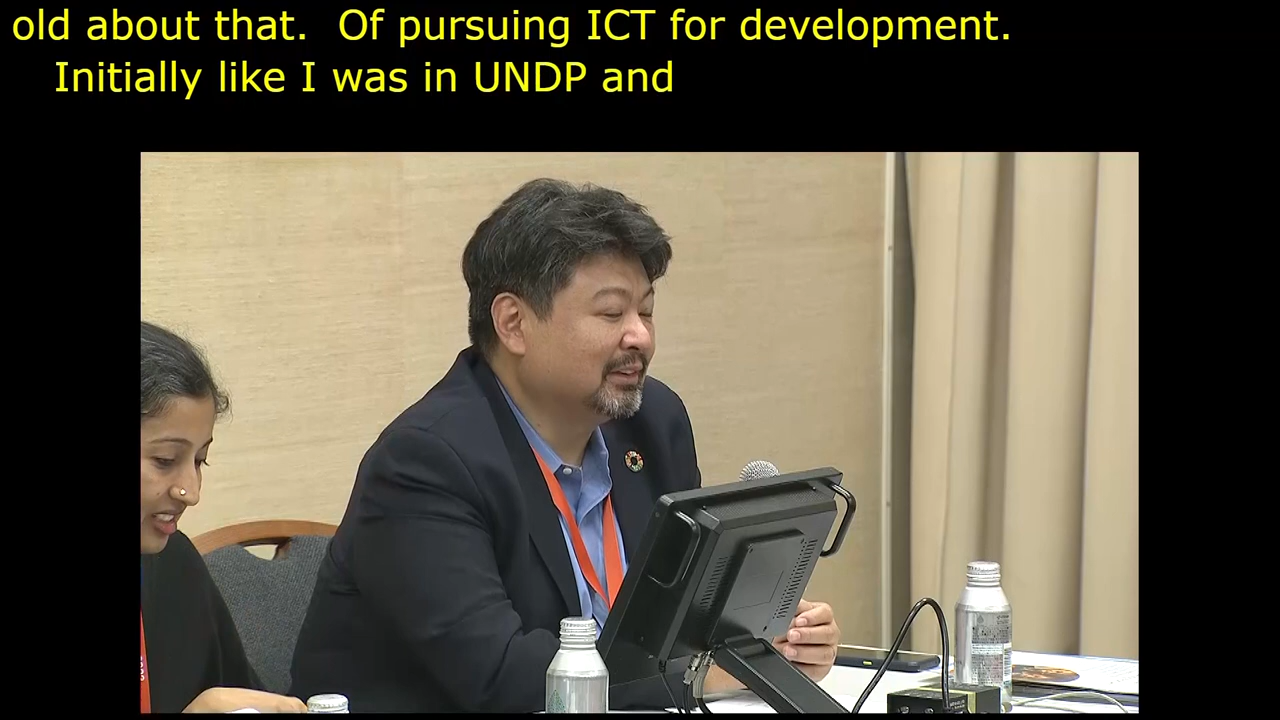 old about that.  Of pursuing ICT for development.
Initially like I was in UNDP and